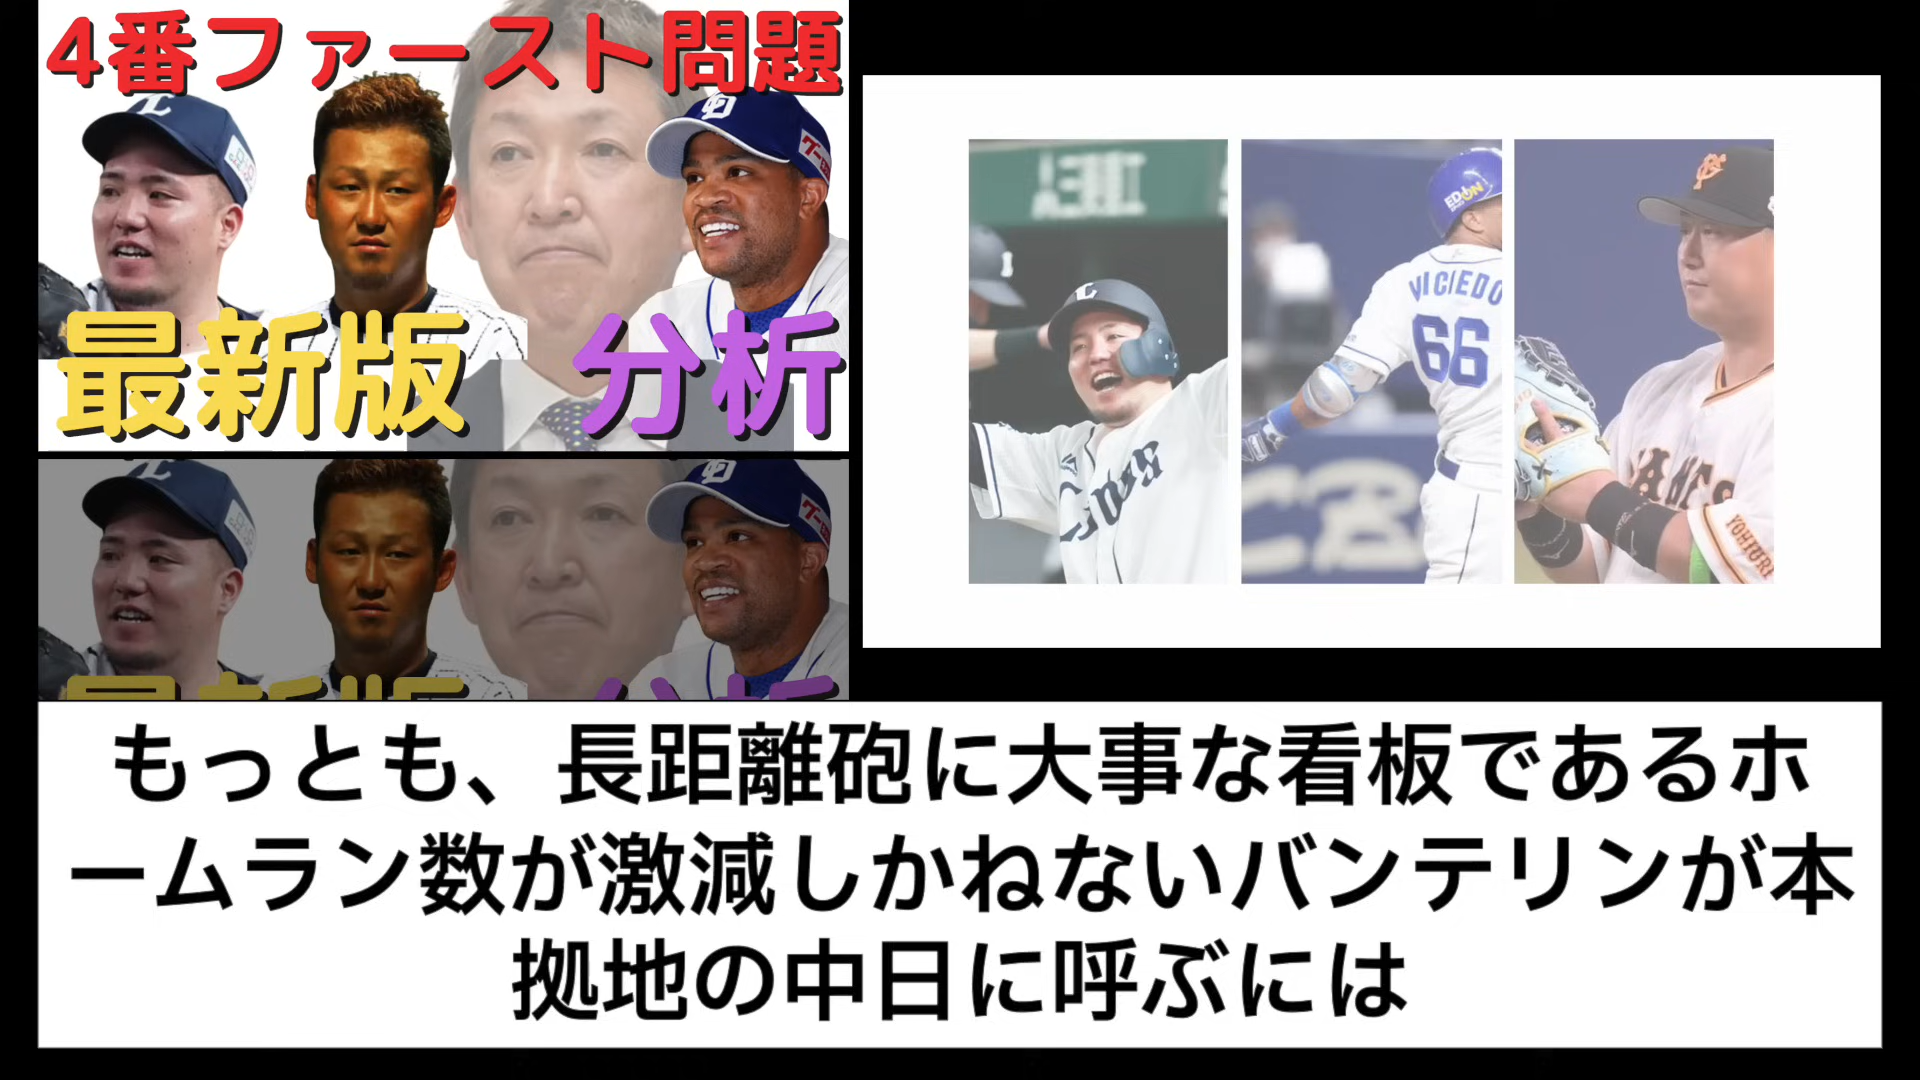 4番ファースト問題
最新版 分析
VICIEDO
66
EDION
もっとも、長距離砲に大事な看板であるホ
ームラン数が激減しかねないバンテリンが本
拠地の中日に呼ぶには